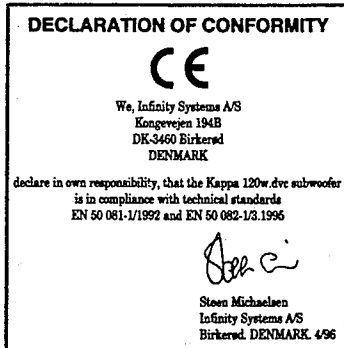 DECLARATION OF CONFORMITY
CE
We, Infinity Systems A/S
Kongevejen 194B
DK-3460 Birkerød
DENMARK
declare in own responsibility, that the Kappa 120w.dvc subwoofer
is in compliance with technical standards
EN 50 081-1/1992 and EN 50 082-1/3.1995
Steen Michaelsen
Infinity Systems A/S
Birkerød. DENMARK. 4/96